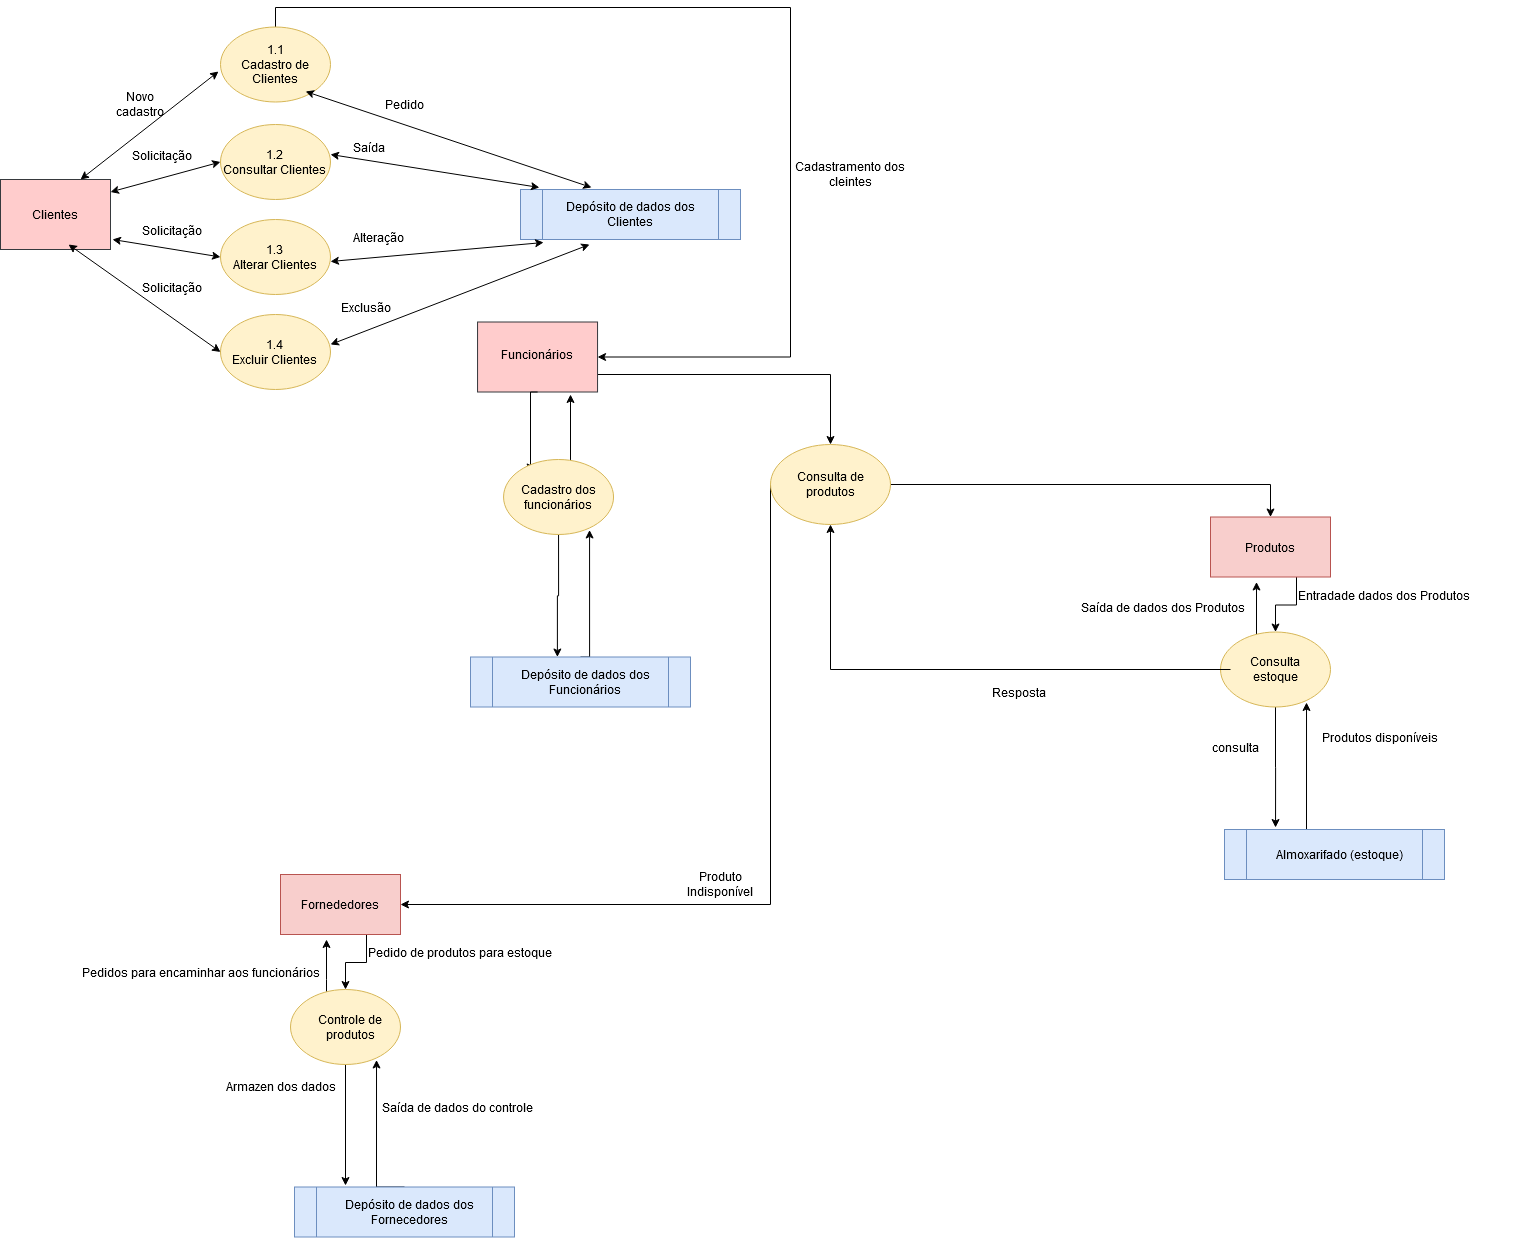 1.1
Cadastro de
Clientes
Novo
cadastro
Pedido
Solicitação
1.2
Consultar Clientes
Saída
Cadastramento dos
cleintes
Clientes
Depósito de dados dos
Clientes
Solicitação
1.3
Alterar Clientes
Alteração
Solicitação
Exclusão
1.4
Excluir Clientes
Funcionários
Cadastro dos
funcionários
Consulta de
produtos
Produtos
Saída de dados dos Produtos
Entradade dados dos Produtos
Consulta
estoque
Depósito de dados dos
Funcionários
Resposta
consulta
Produtos disponíveis
Almoxarifado (estoque)
Produto
Indisponível
Fornededores
Pedido de produtos para estoque
Pedidos para encaminhar aos funcionários
Controle de
produtos
Armazen dos dados
Saída de dados do controle
Depósito de dados dos
Fornecedores